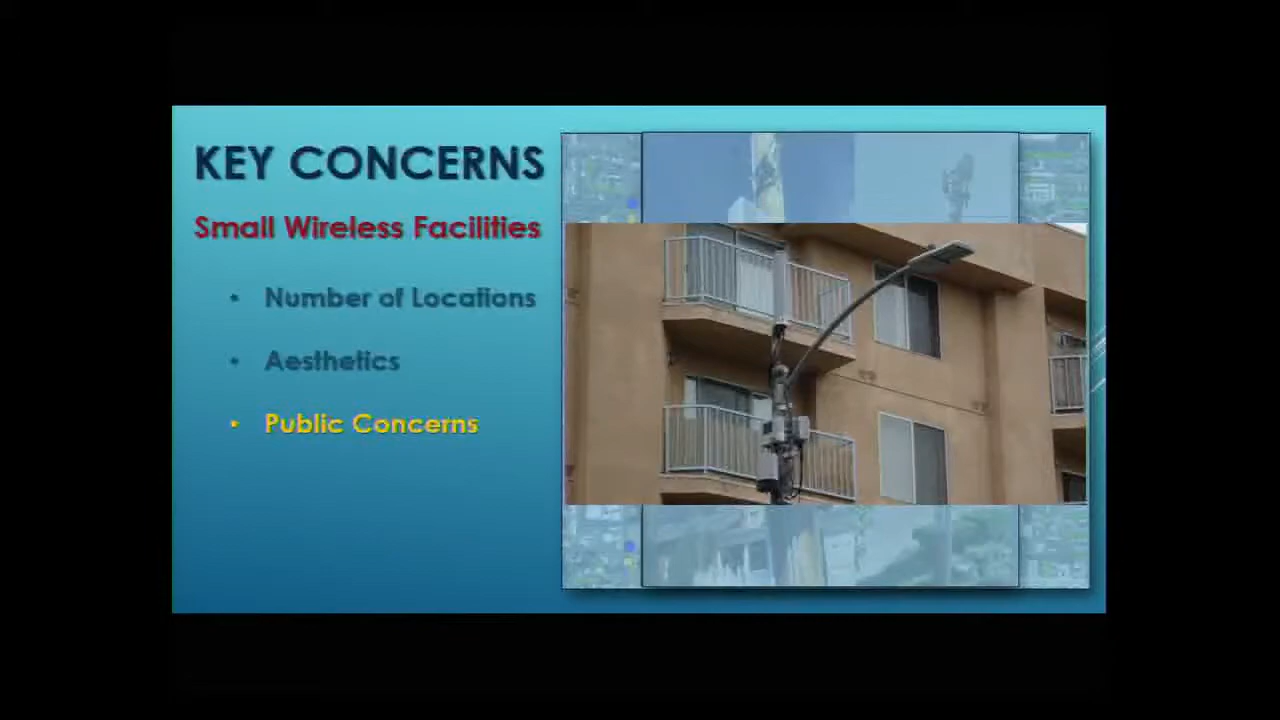 KEY CONCERNS
Small Wireless Facilities
• Number of Locations
• Aesthetics
• Public Concerns